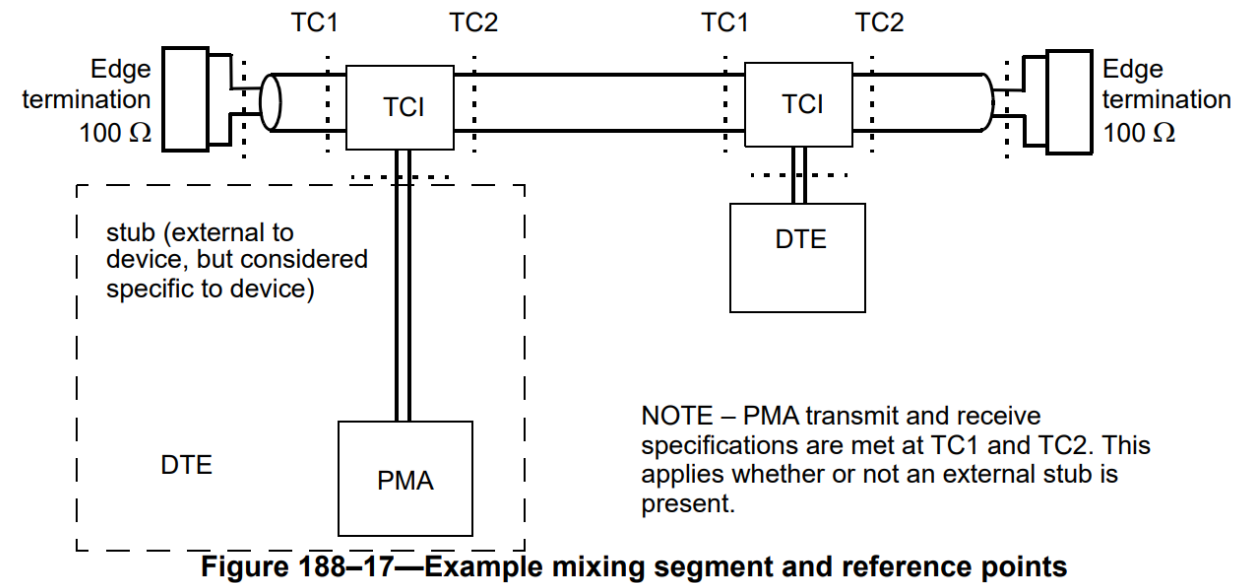 TC1
TC2
TC1
TC2
Edge
termination
100 Ω
TCI
TCI
Edge
termination
100 Ω
stub (external to
device, but considered
specific to device)
DTE
DTE
PMA
NOTE – PMA transmit and receive
specifications are met at TC1 and TC2. This
applies whether or not an external stub is
present.
Figure 188–17—Example mixing segment and reference points